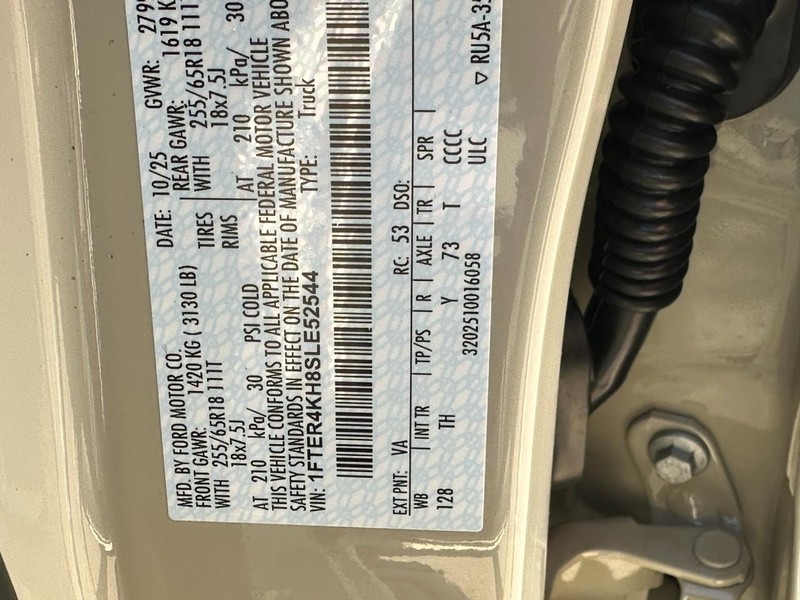 MFD. BY FORD MOTOR CO. DATE: 10/25 GVWR:
FRONT GAWR: 1420 KG ( 3130 LB) REAR GAWR: 1619 K
WITH 255/65R18 111T TIRES WITH 255/65R18 111T
18x7.5J RIMS 18x7.5J
AT 210 kPa/ 30 PSI COLD AT 210 kPa/ 30
THIS VEHICLE CONFORMS TO ALL APPLICABLE FEDERAL MOTOR VEHICLE
SAFETY STANDARDS IN EFFECT ON THE DATE OF MANUFACTURE SHOWN ABO
VIN: 1FTER4KH8SLE52544 TYPE: Truck
EXT PNT: VA RC: 53 DSO:
WB INT TR TP/PS R AXLE TR SPR
128 TH Y 73 T CCCC
3202510016058 ULC
▽ RU5A-35